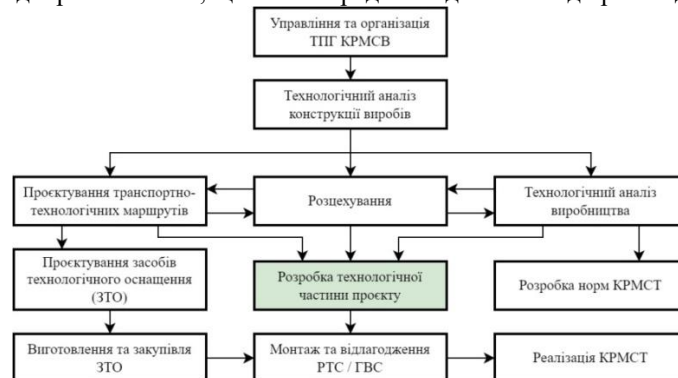 Управління та організація
ТПГ КРМСВ
Технологічний аналіз
конструкції виробів
Проєктування транспортно-
технологічних маршрутів
Розцехування
Технологічний аналіз
виробництва
Проєктування засобів
технологічного оснащення
(ЗТО)
Розробка технологічної
частини проєкту
Розробка норм КРМСТ
Виготовлення та закупівля
ЗТО
Монтаж та відлагодження
РТС / ГВС
Реалізація КРМСТ